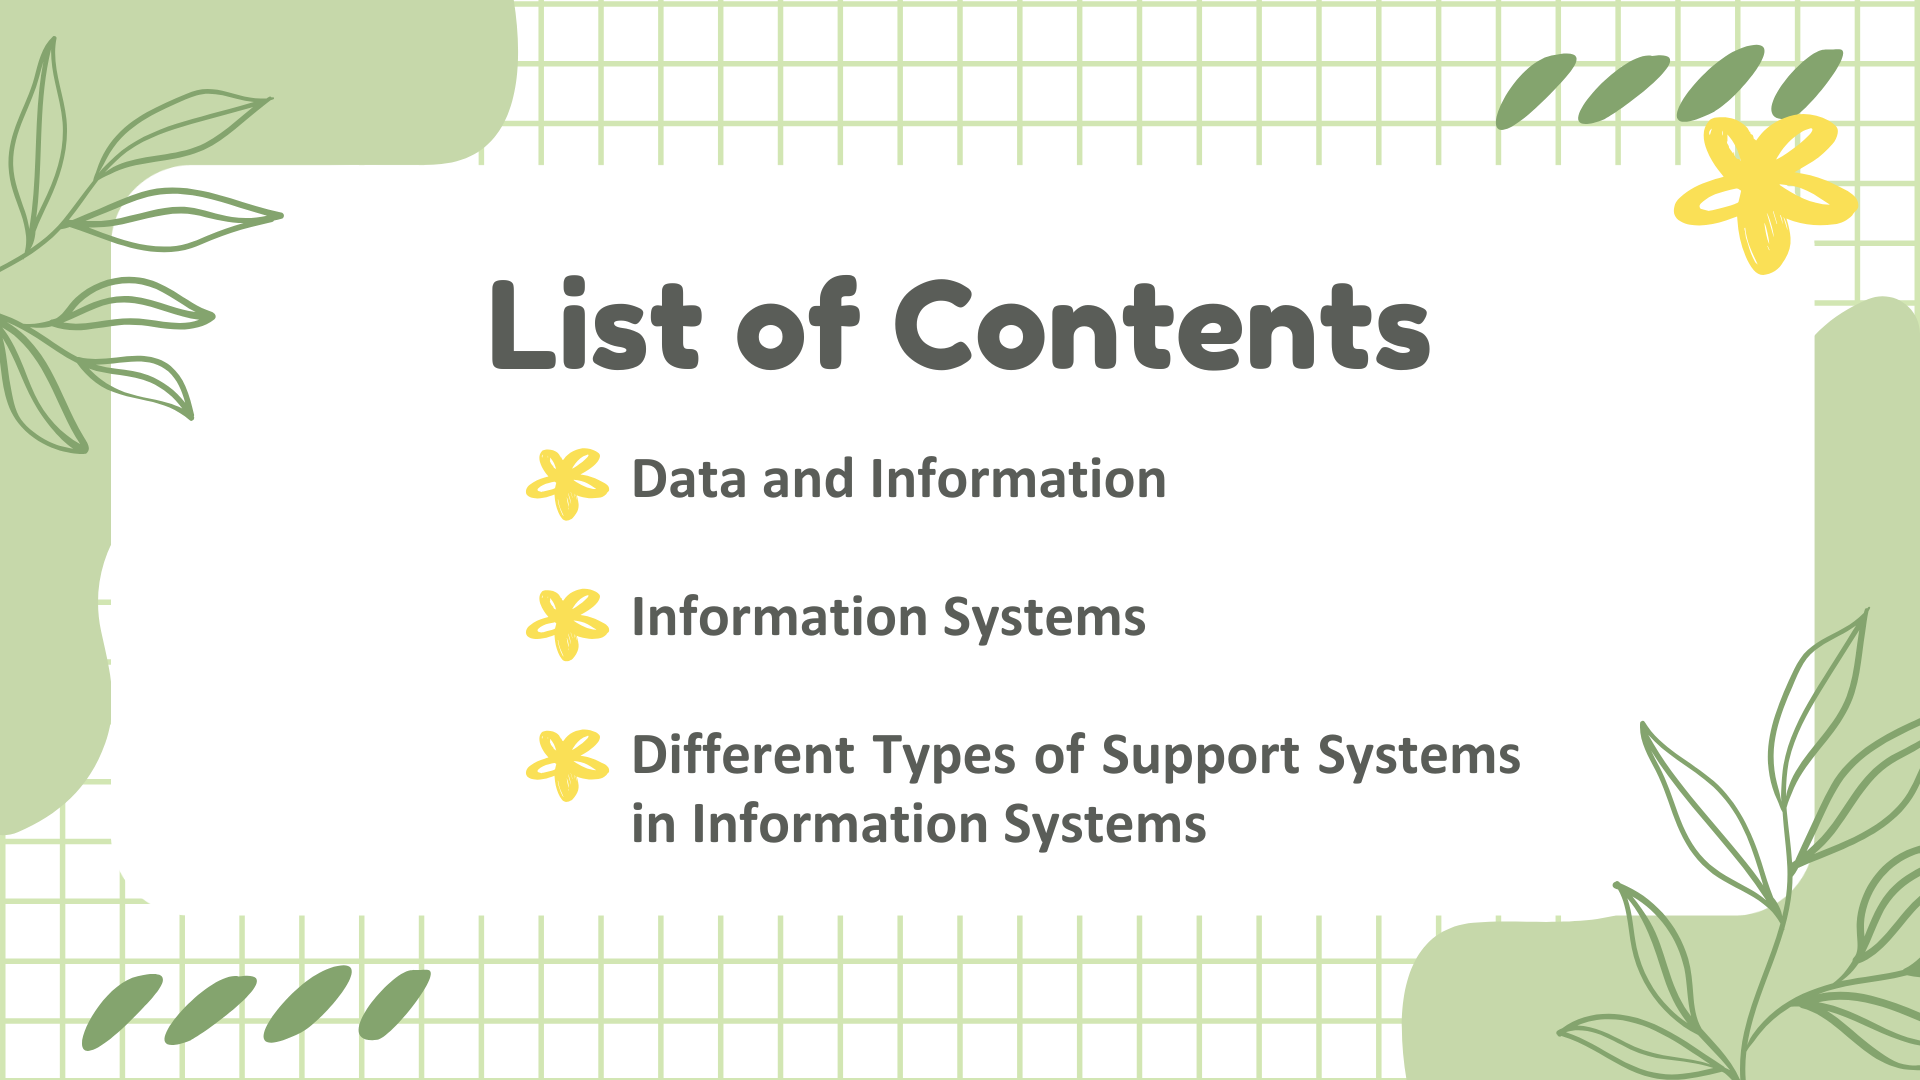 List of Contents
Data and Information
Information Systems
Different Types of Support Systems
in Information Systems